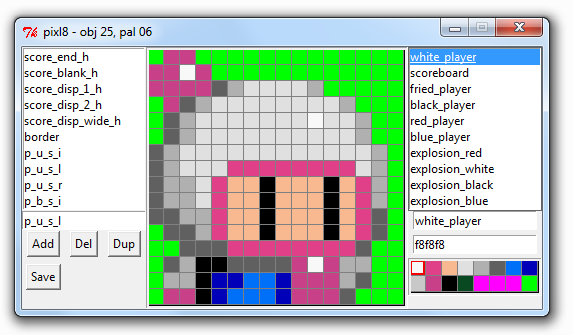 pixl8 - obj 25, pal 06
score_end_h
score_blank_h
score_disp_1_h
score_disp_2_h
score_disp_wide_h
border
p_u_s_i
p_u_s_l
p_u_s_r
p_b_s_i
p_u_s_l
Add Del Dup
Save
white_player
scoreboard
fried_player
black_player
red_player
blue_player
explosion_red
explosion_white
explosion_black
explosion_blue
white_player
f8f8f8